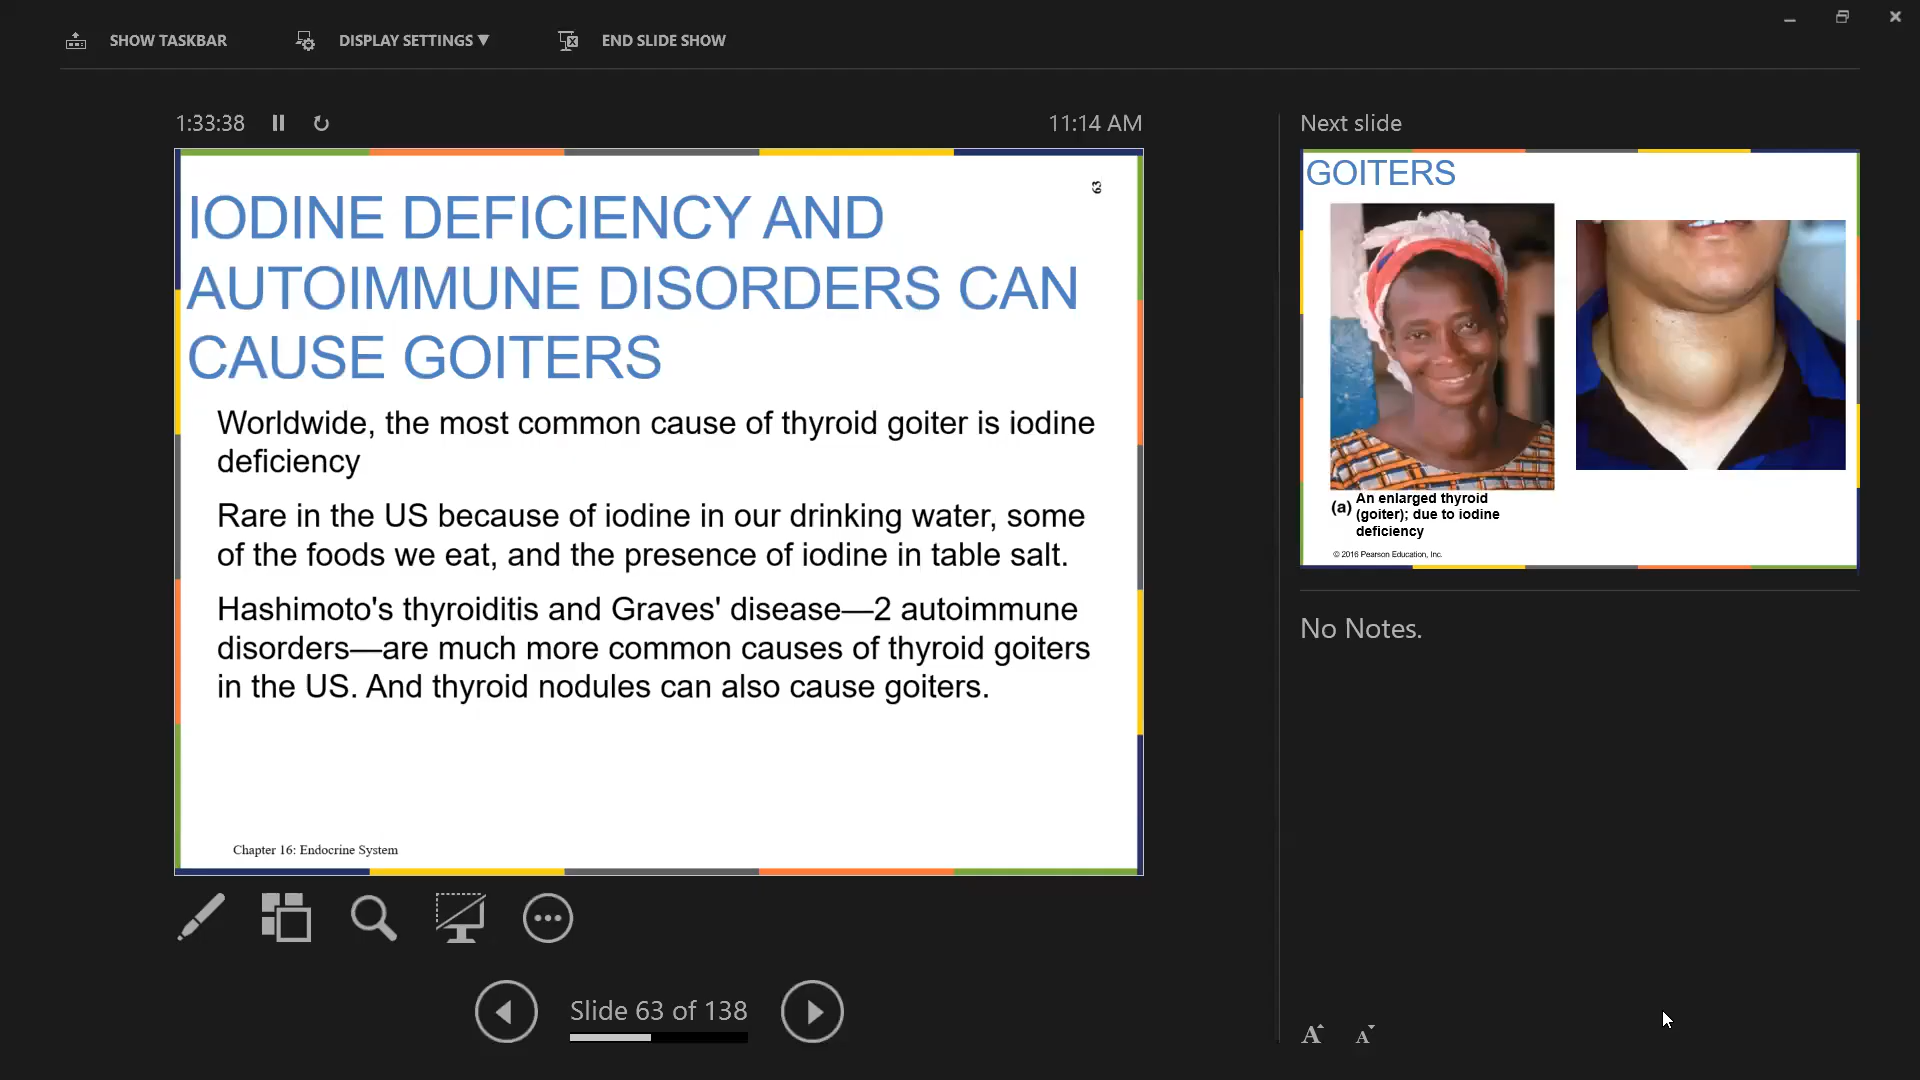 SHOW TASKBAR
DISPLAY SETTINGS ▼
END SLIDE SHOW
1:33:38
11:14 AM
63
IODINE DEFICIENCY AND
AUTOIMMUNE DISORDERS CAN
CAUSE GOITERS
Worldwide, the most common cause of thyroid goiter is iodine
deficiency
Rare in the US because of iodine in our drinking water, some
of the foods we eat, and the presence of iodine in table salt.
Hashimoto's thyroiditis and Graves' disease—2 autoimmune
disorders—are much more common causes of thyroid goiters
in the US. And thyroid nodules can also cause goiters.
Chapter 16: Endocrine System
Slide 63 of 138
Next slide
GOITERS
(a) An enlarged thyroid
(goiter); due to iodine
deficiency
© 2016 Pearson Education, Inc.
No Notes.
A A